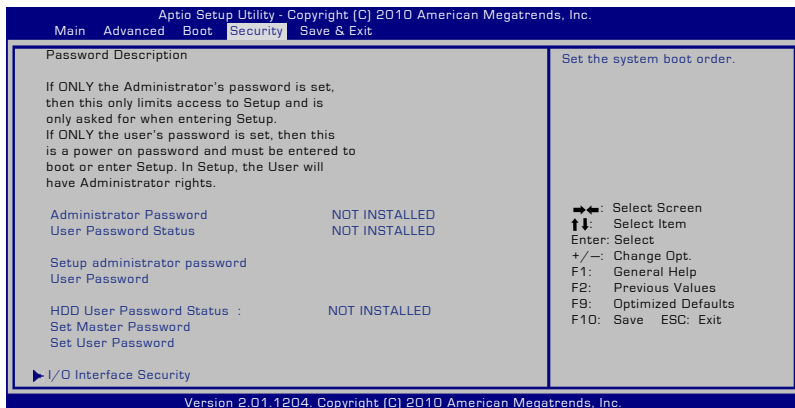 Aptio Setup Utility - Copyright (C) 2010 American Megatrends, Inc.
Main Advanced Boot Security Save & Exit
Password Description
If ONLY the Administrator's password is set,
then this only limits access to Setup and is
only asked for when entering Setup.
If ONLY the user's password is set, then this
is a power on password and must be entered to
boot or enter Setup. In Setup, the User will
have Administrator rights.
Administrator Password NOT INSTALLED
User Password Status NOT INSTALLED
Setup administrator password
User Password
HDD User Password Status : NOT INSTALLED
Set Master Password
Set User Password
I/O Interface Security
Set the system boot order.
→←: Select Screen
↑↓: Select Item
Enter: Select
+/—: Change Opt.
F1: General Help
F2: Previous Values
F9: Optimized Defaults
F10: Save ESC: Exit
Version 2.01.1204. Copyright (C) 2010 American Megatrends, Inc.